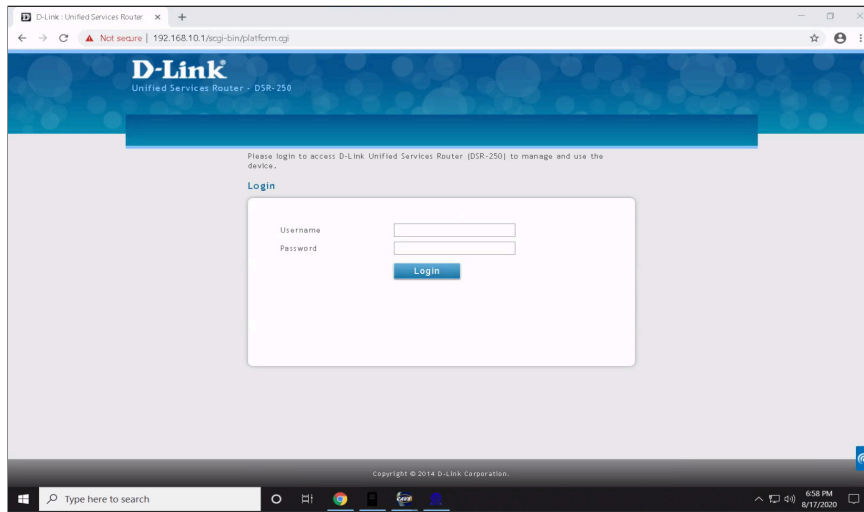 D-Link : Unified Services Router
Not secure | 192.168.10.1/scgi-bin/platform.cgi
D-Link
Unified Services Router - DSR-250
Please login to access D-Link Unified Services Router (DSR-250) to manage and use the
device.
Login
Username
Password
Login
Copyright © 2014 D-Link Corporation.
Type here to search
6:58 PM
8/17/2020